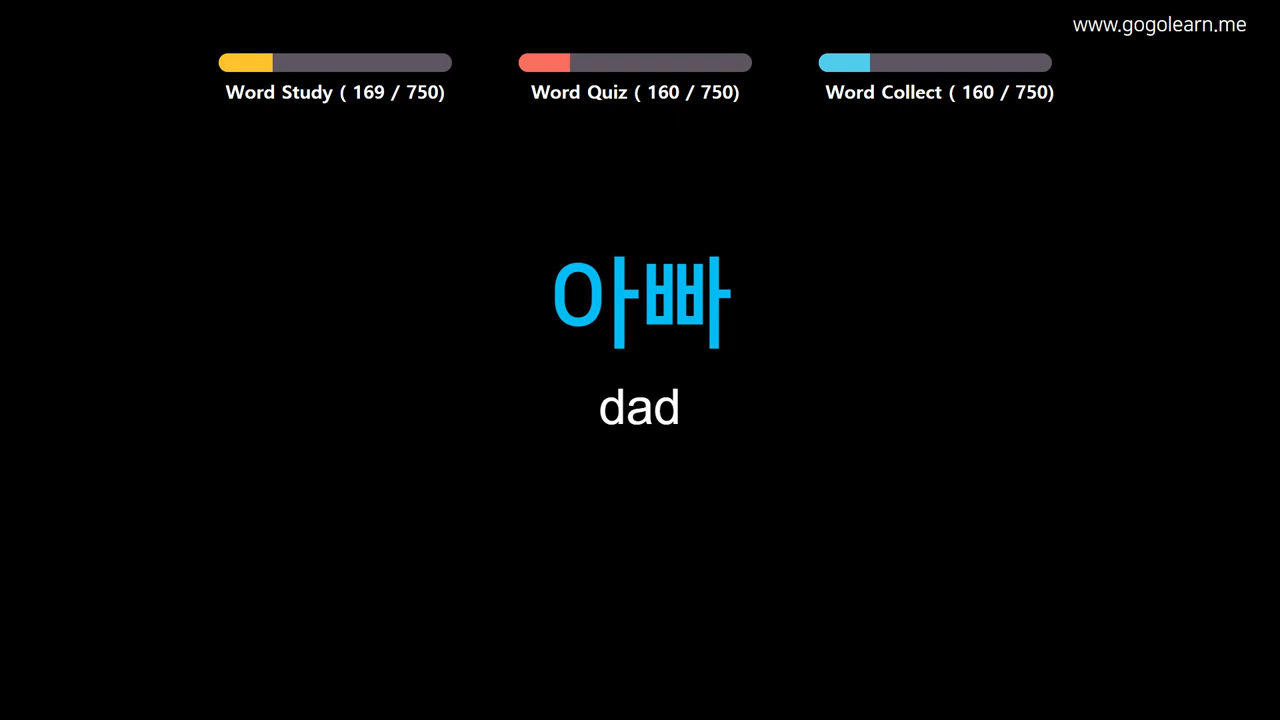 www.gogolearn.me
Word Study ( 169 / 750)
Word Quiz ( 160 / 750)
Word Collect ( 160 / 750)
아빠
dad